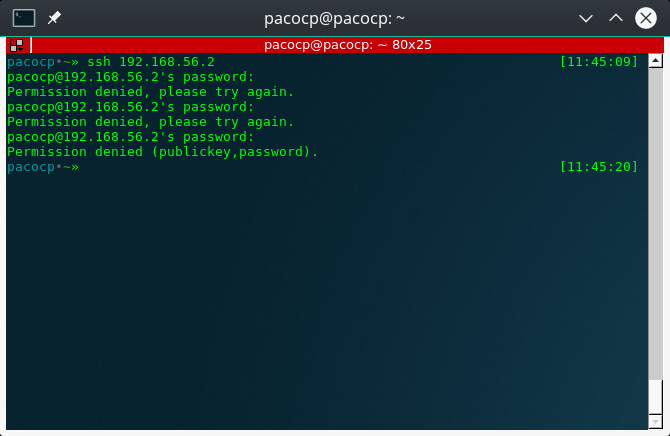 pacocp@pacocp: ~
pacocp@pacocp: ~ 80x25
pacocp•~» ssh 192.168.56.2 [11:45:09]
pacocp@192.168.56.2's password:
Permission denied, please try again.
pacocp@192.168.56.2's password:
Permission denied, please try again.
pacocp@192.168.56.2's password:
Permission denied (publickey,password).
pacocp•~» [11:45:20]